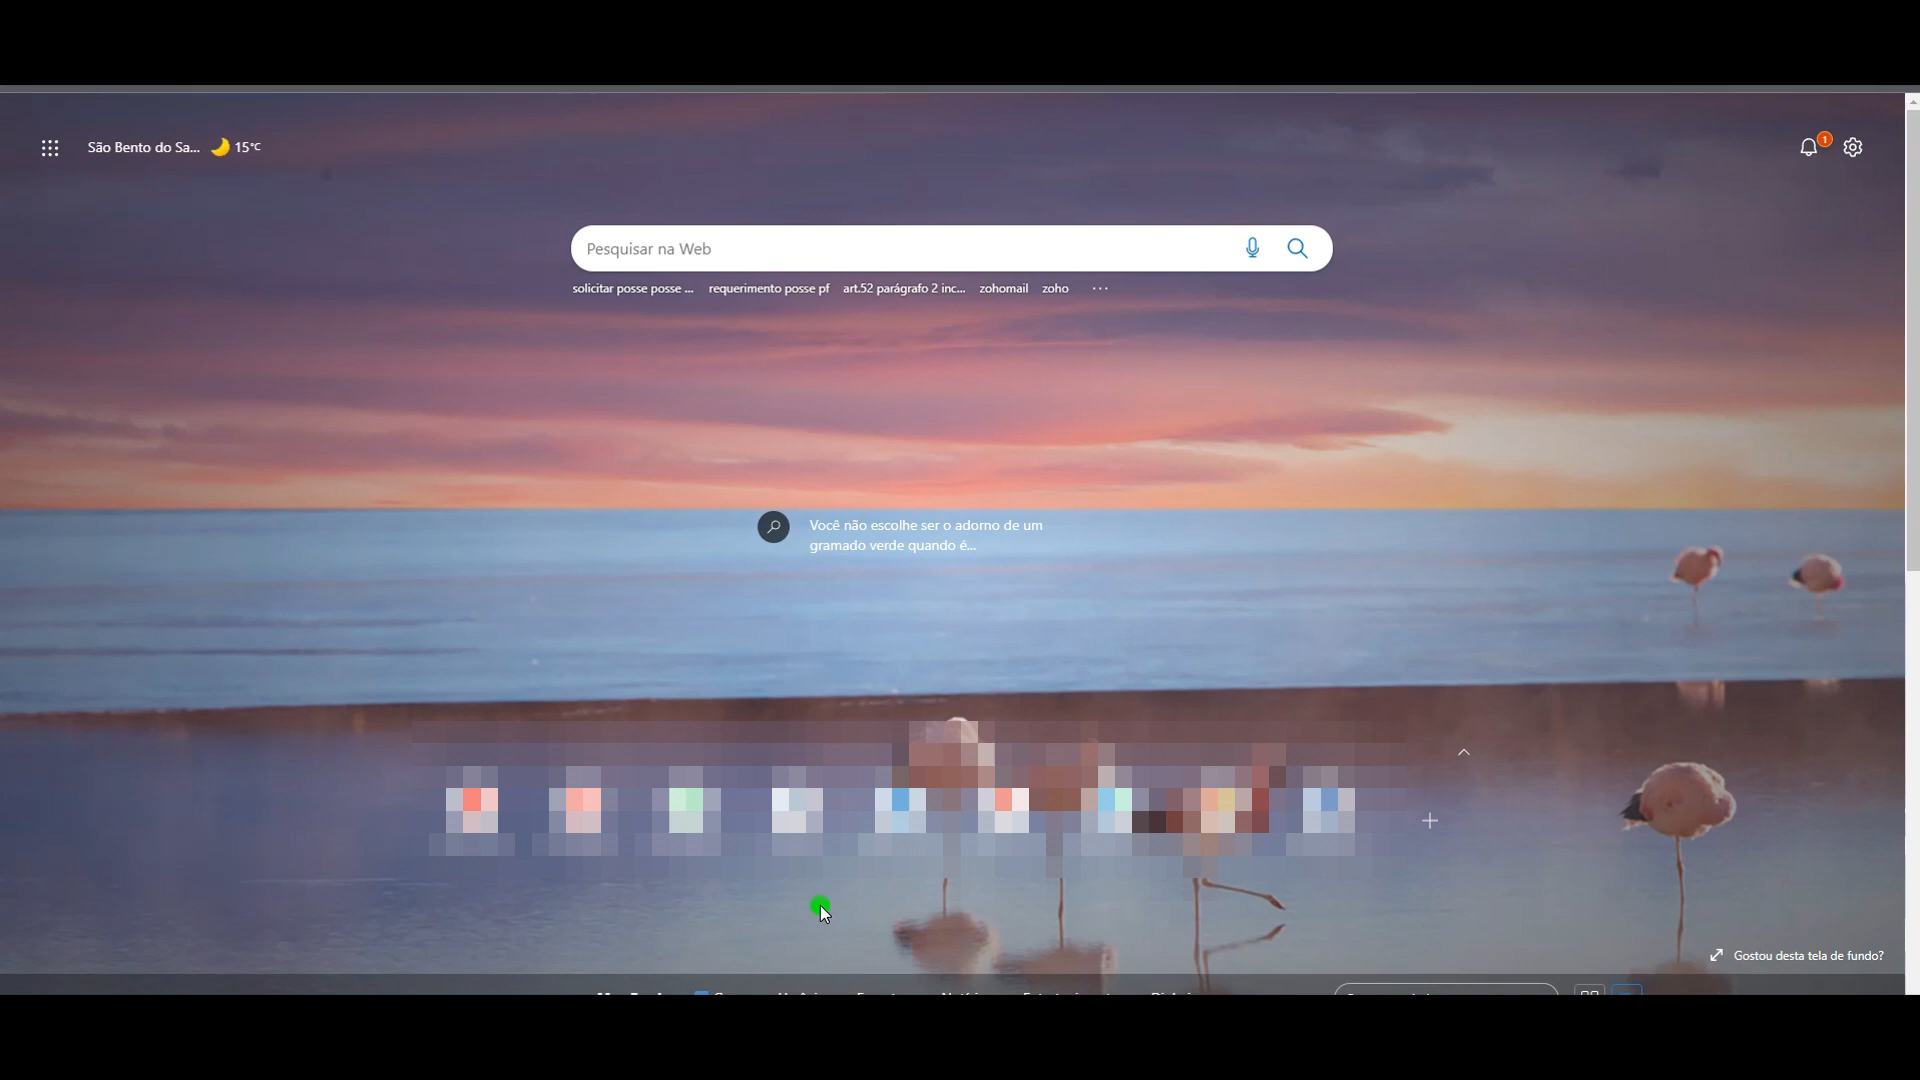 São Bento do Sa... 15°C
1
Pesquisar na Web
solicitar posse posse ... requerimento posse pf art.52 parágrafo 2 inc... zohomail zoho ...
Você não escolhe ser o adorno de um
gramado verde quando é...
Gostou desta tela de fundo?